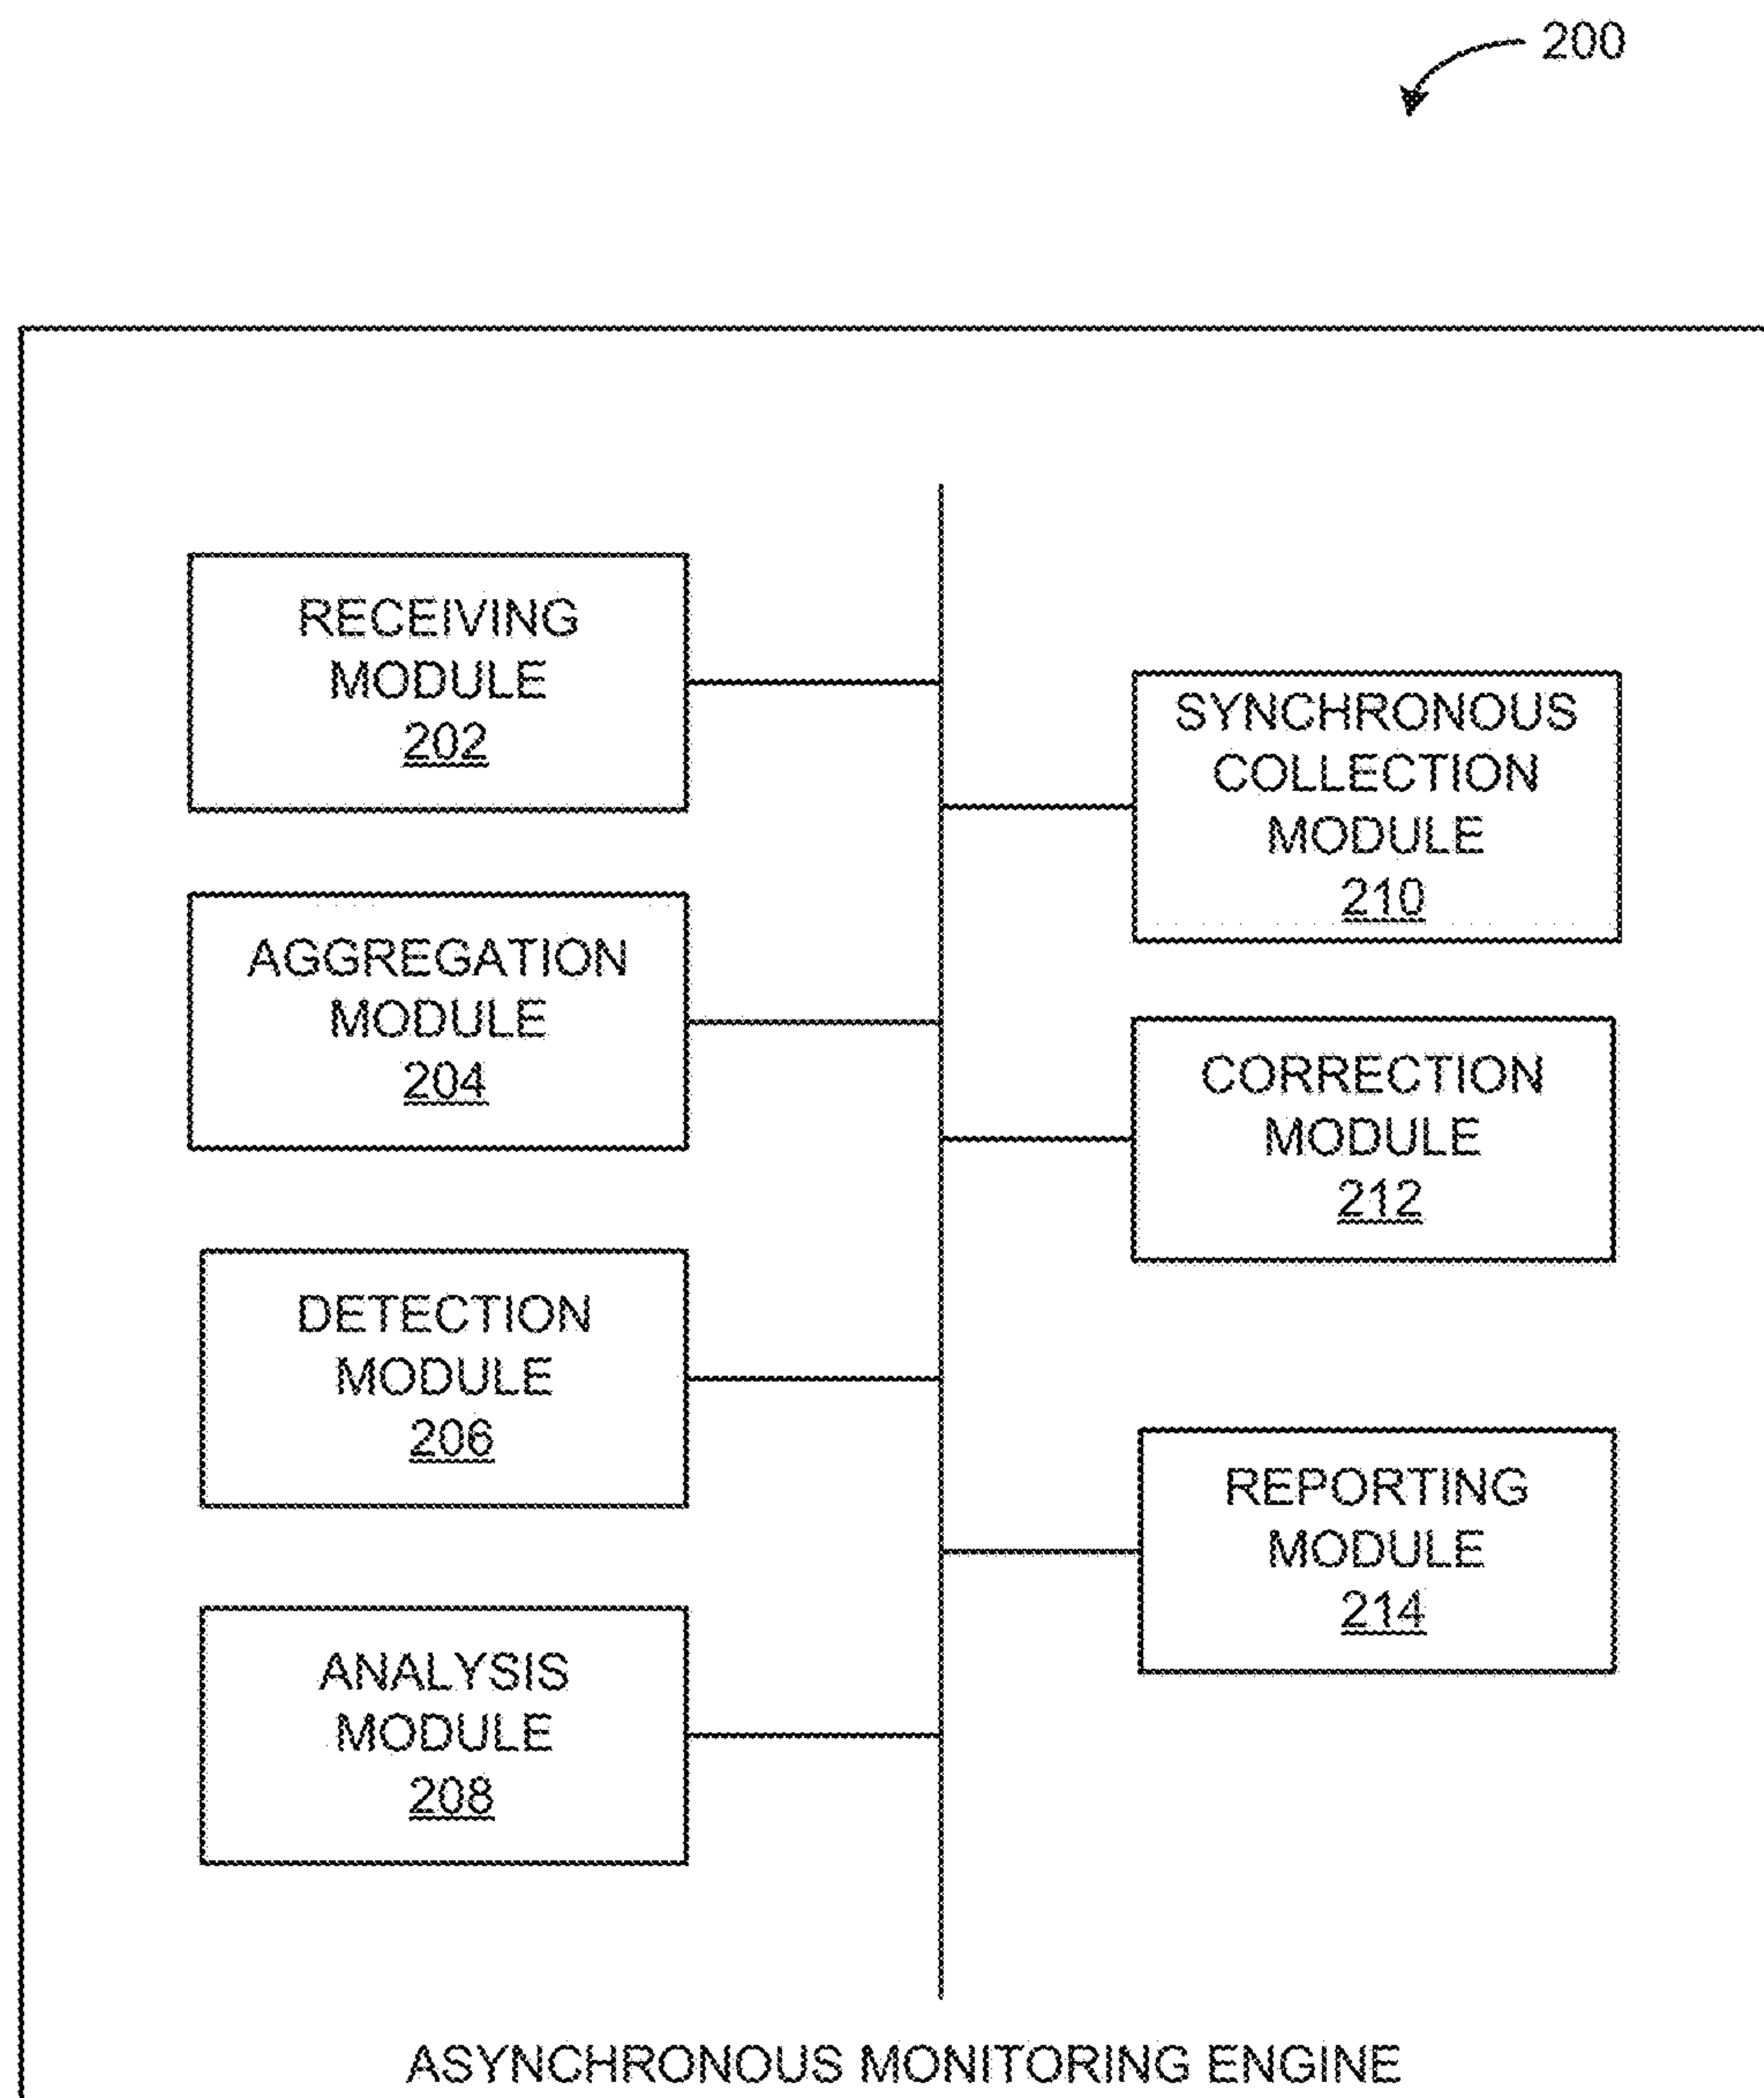 200
RECEIVING
MODULE
202
AGGREGATION
MODULE
204
DETECTION
MODULE
206
ANALYSIS
MODULE
208
SYNCHRONOUS
COLLECTION
MODULE
210
CORRECTION
MODULE
212
REPORTING
MODULE
214
ASYNCHRONOUS MONITORING ENGINE